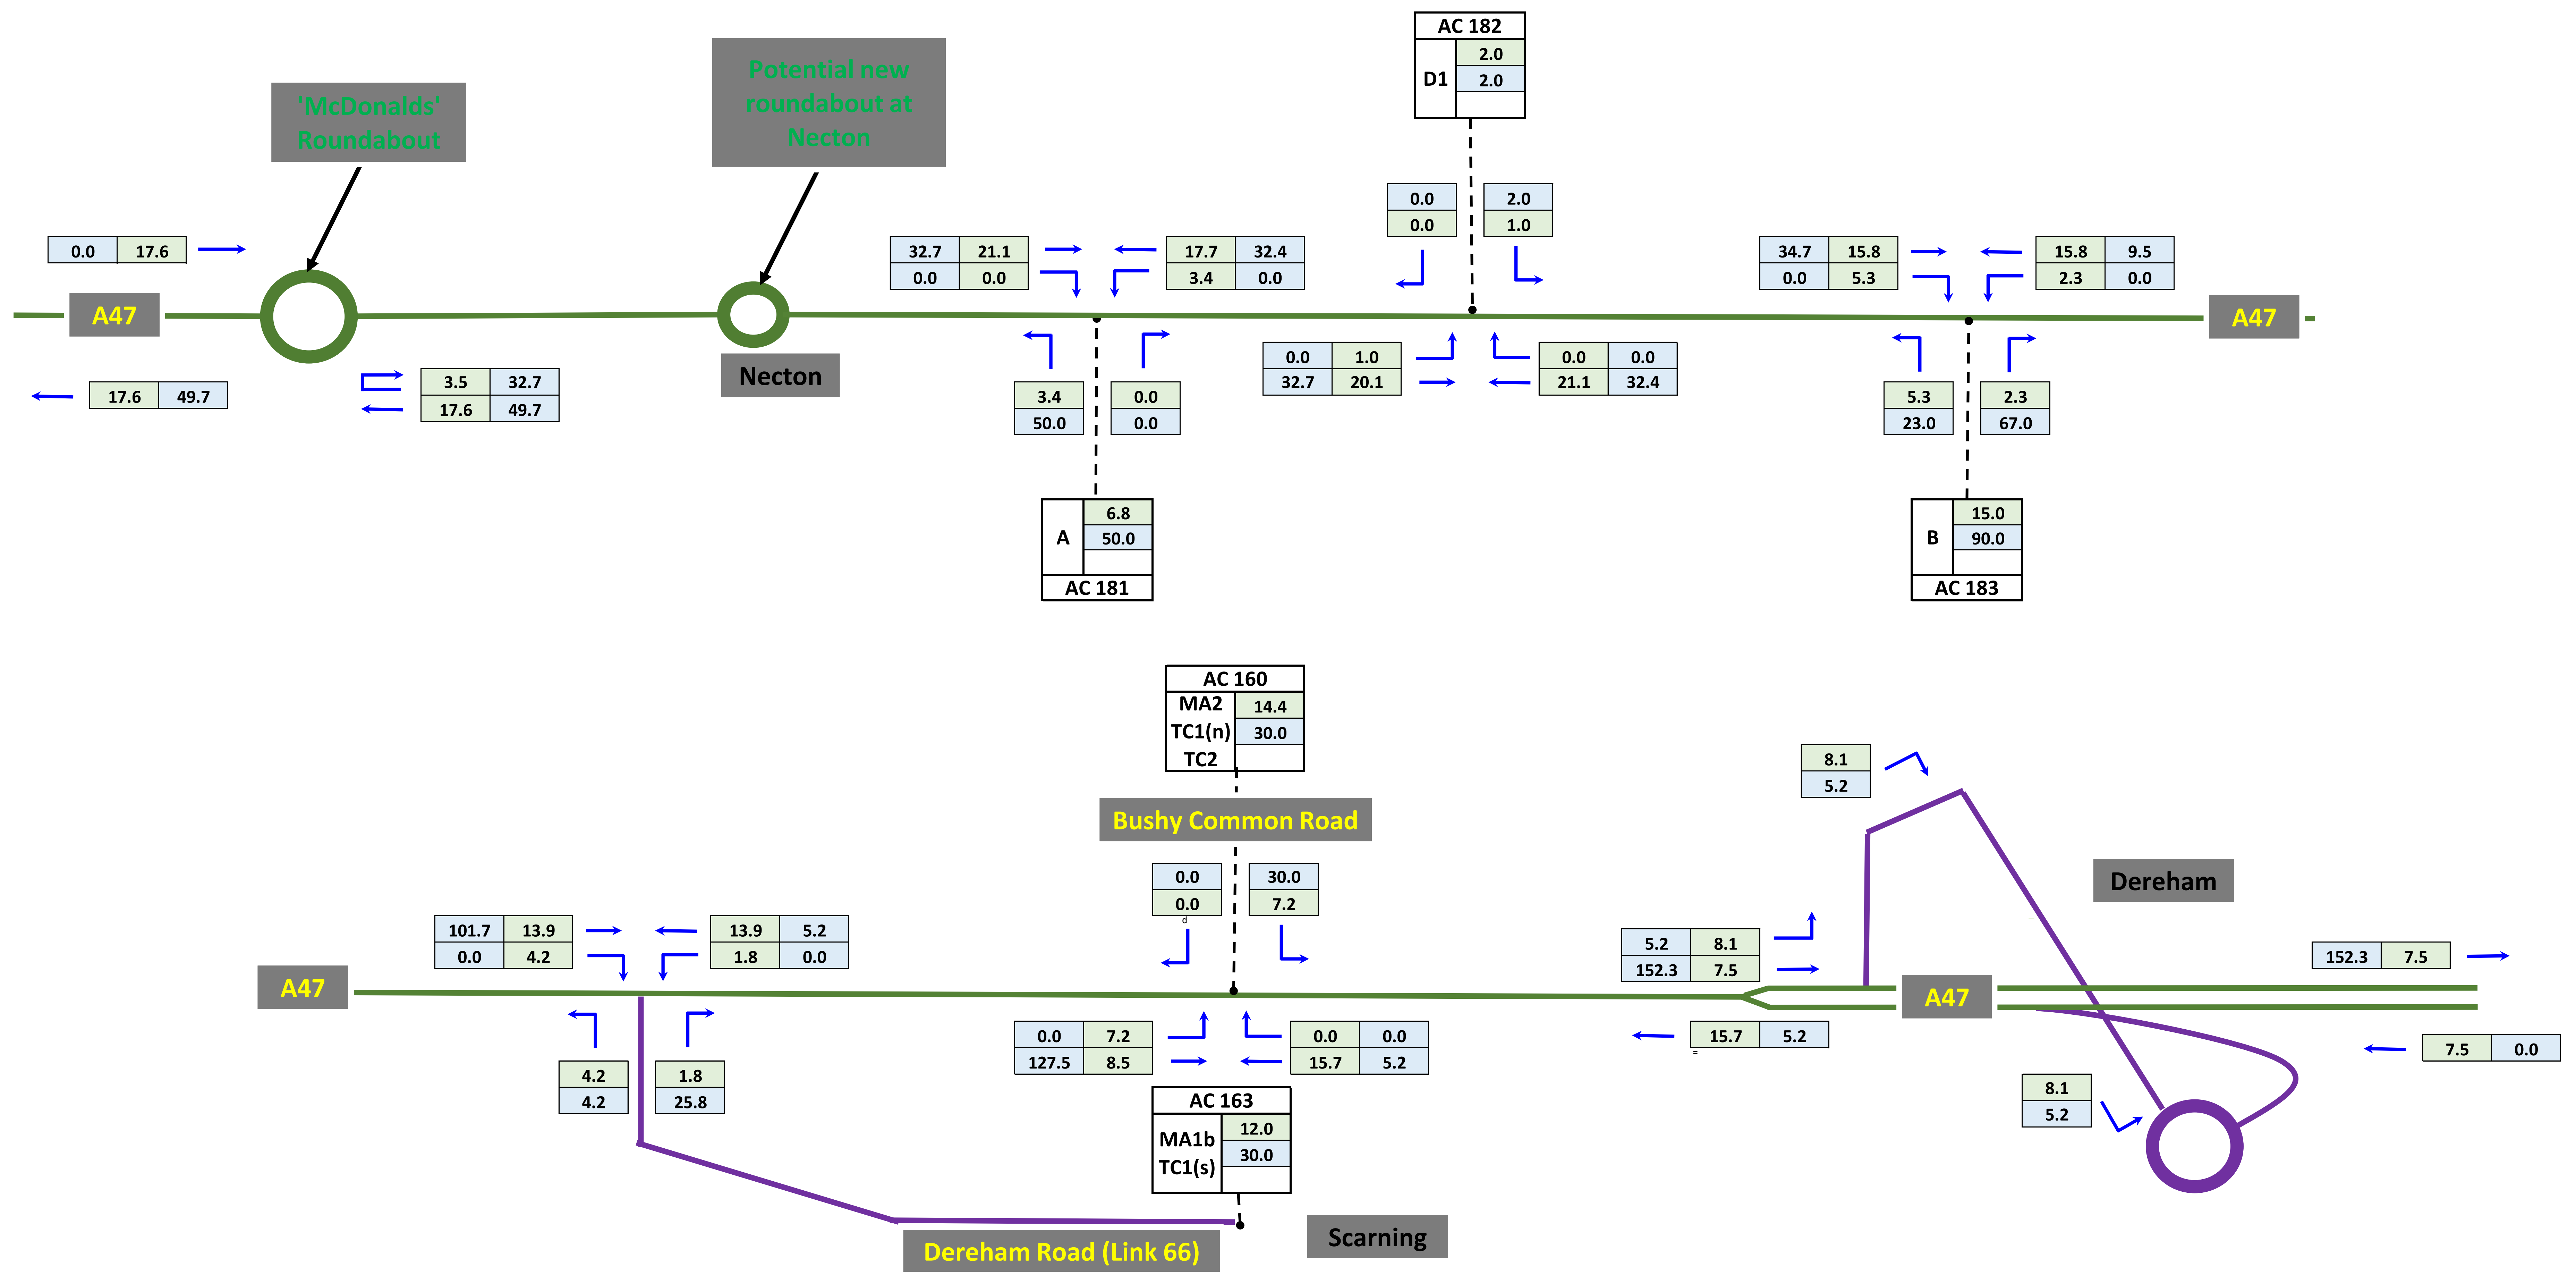 AC 182
2.0
D1
2.0
Potential new
roundabout at
Necton
'McDonalds'
Roundabout
0.0 2.0
0.0 1.0
0.0 17.6
32.7 21.1
0.0 0.0
17.7 32.4
3.4 0.0
34.7 15.8
0.0 5.3
15.8 9.5
2.3 0.0
A47
A47
Necton
17.6 49.7
3.5 32.7
17.6 49.7
3.4 0.0
50.0 0.0
0.0 1.0
32.7 20.1
0.0 0.0
21.1 32.4
5.3 2.3
23.0 67.0
6.8
A 50.0
AC 181
15.0
B 90.0
AC 183
AC 160
MA2 14.4
TC1(n) 30.0
TC2
Bushy Common Road
0.0 30.0
0.0 7.2
d
8.1
5.2
Dereham
101.7 13.9
0.0 4.2
13.9 5.2
1.8 0.0
5.2 8.1
152.3 7.5
152.3 7.5
A47
A47
4.2 1.8
4.2 25.8
0.0 7.2
127.5 8.5
0.0 0.0
15.7 5.2
15.7 5.2
=
7.5 0.0
8.1
5.2
AC 163
12.0
MA1b
30.0
TC1(s)
Scarning
Dereham Road (Link 66)